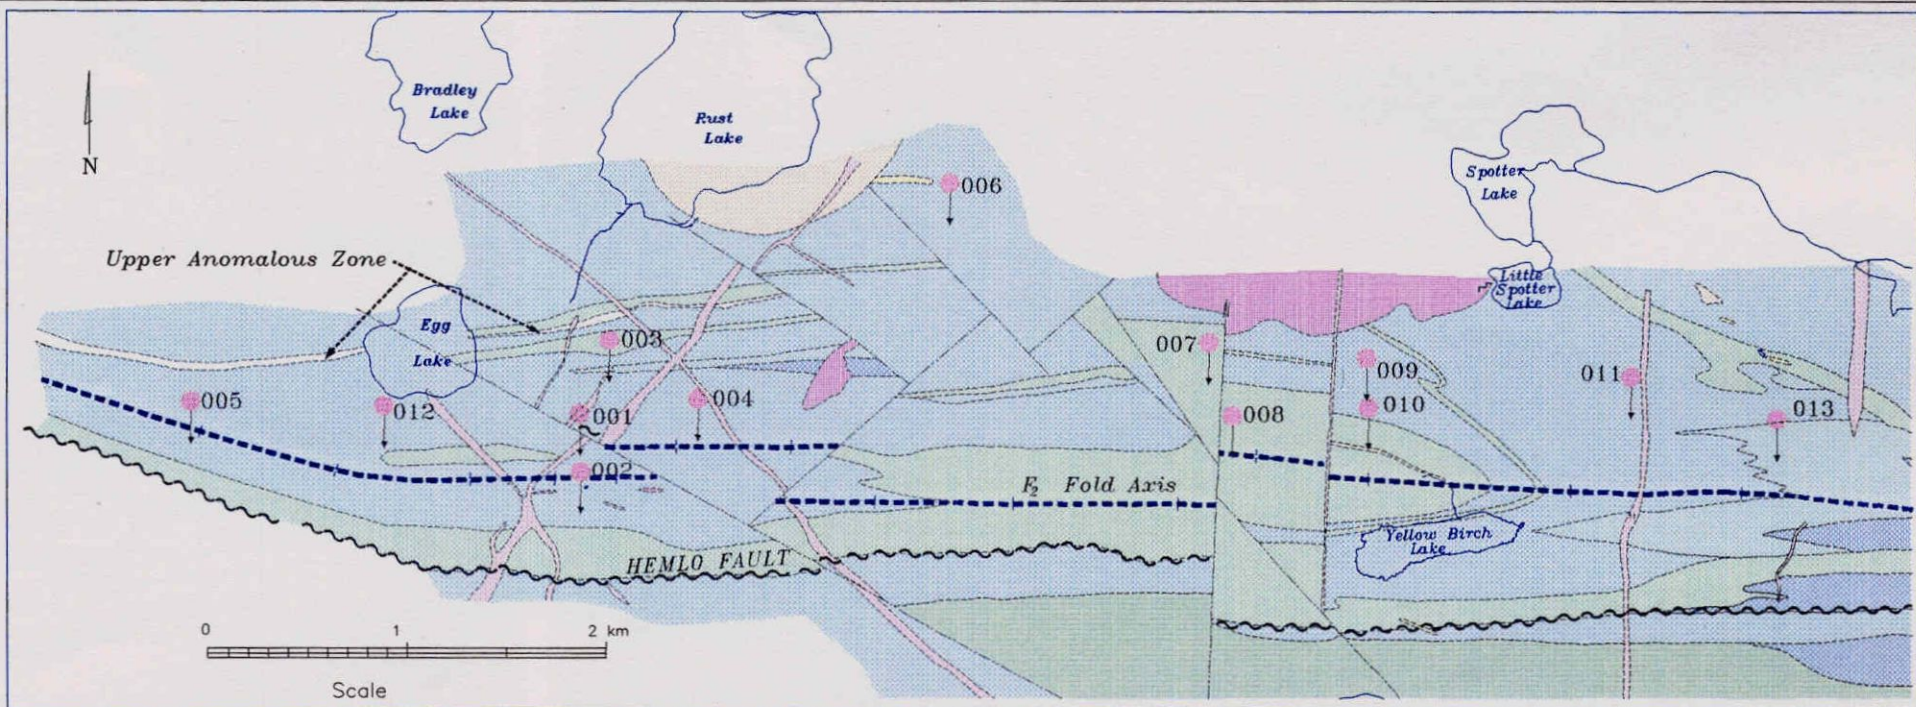 Bradley
Lake
Rust
Lake
N
006
Spotter
Lake
Upper Anomalous Zone
Little
Spotter
Lake
Egg
Lake
003
007
009
011
005
012
001
004
008
010
013
002
F2 Fold Axis
Yellow Birch
Lake
HEMLO FAULT
0 1 2 km
Scale